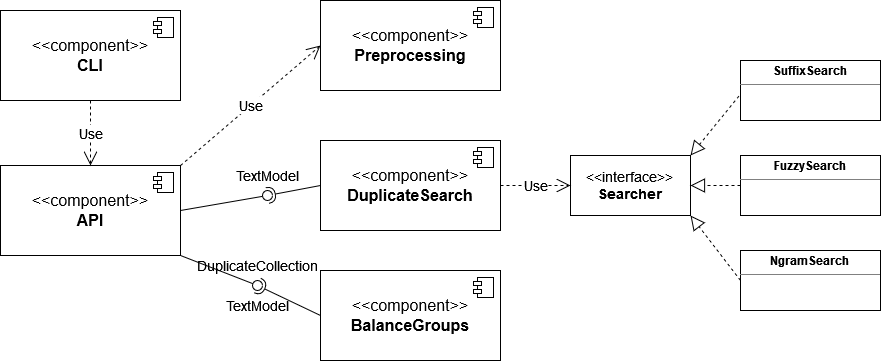 <<component>>
CLI
Use
<<component>>
API
Use
<<component>>
Preprocessing
TextModel
<<component>>
DuplicateSearch
DuplicateCollection
TextModel
<<component>>
BalanceGroups
Use
<<interface>>
Searcher
SuffixSearch
FuzzySearch
NgramSearch